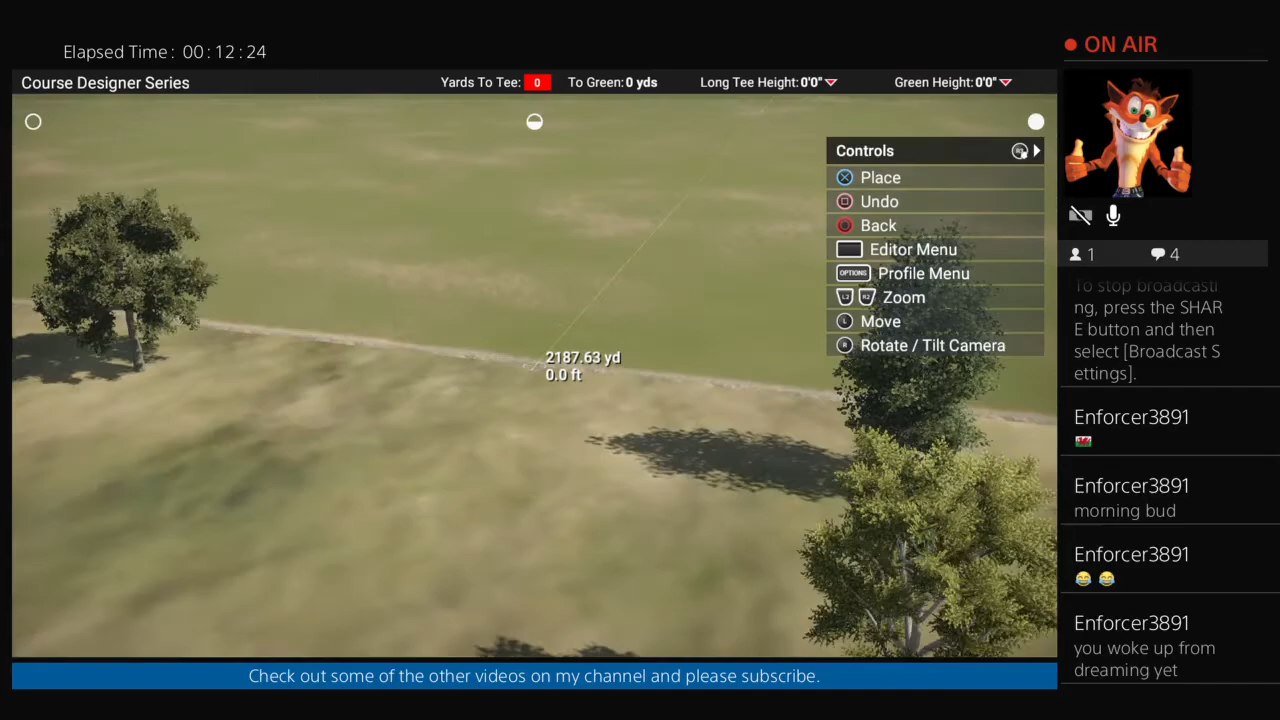 Elapsed Time: 00:12:24
ON AIR
Course Designer Series
Yards To Tee: 0
To Green: 0 yds
Long Tee Height: 0'0"
Green Height: 0'0"
Controls
Place
Undo
Back
Editor Menu
OPTIONS Profile Menu
L2 R2 Zoom
L Move
R Rotate / Tilt Camera
2187.63 yd
0.0 ft
1
4
To stop broadcasti
ng, press the SHAR
E button and then
select [Broadcast S
ettings].
Enforcer3891
Enforcer3891
morning bud
Enforcer3891
Enforcer3891
you woke up from
dreaming yet
Check out some of the other videos on my channel and please subscribe.